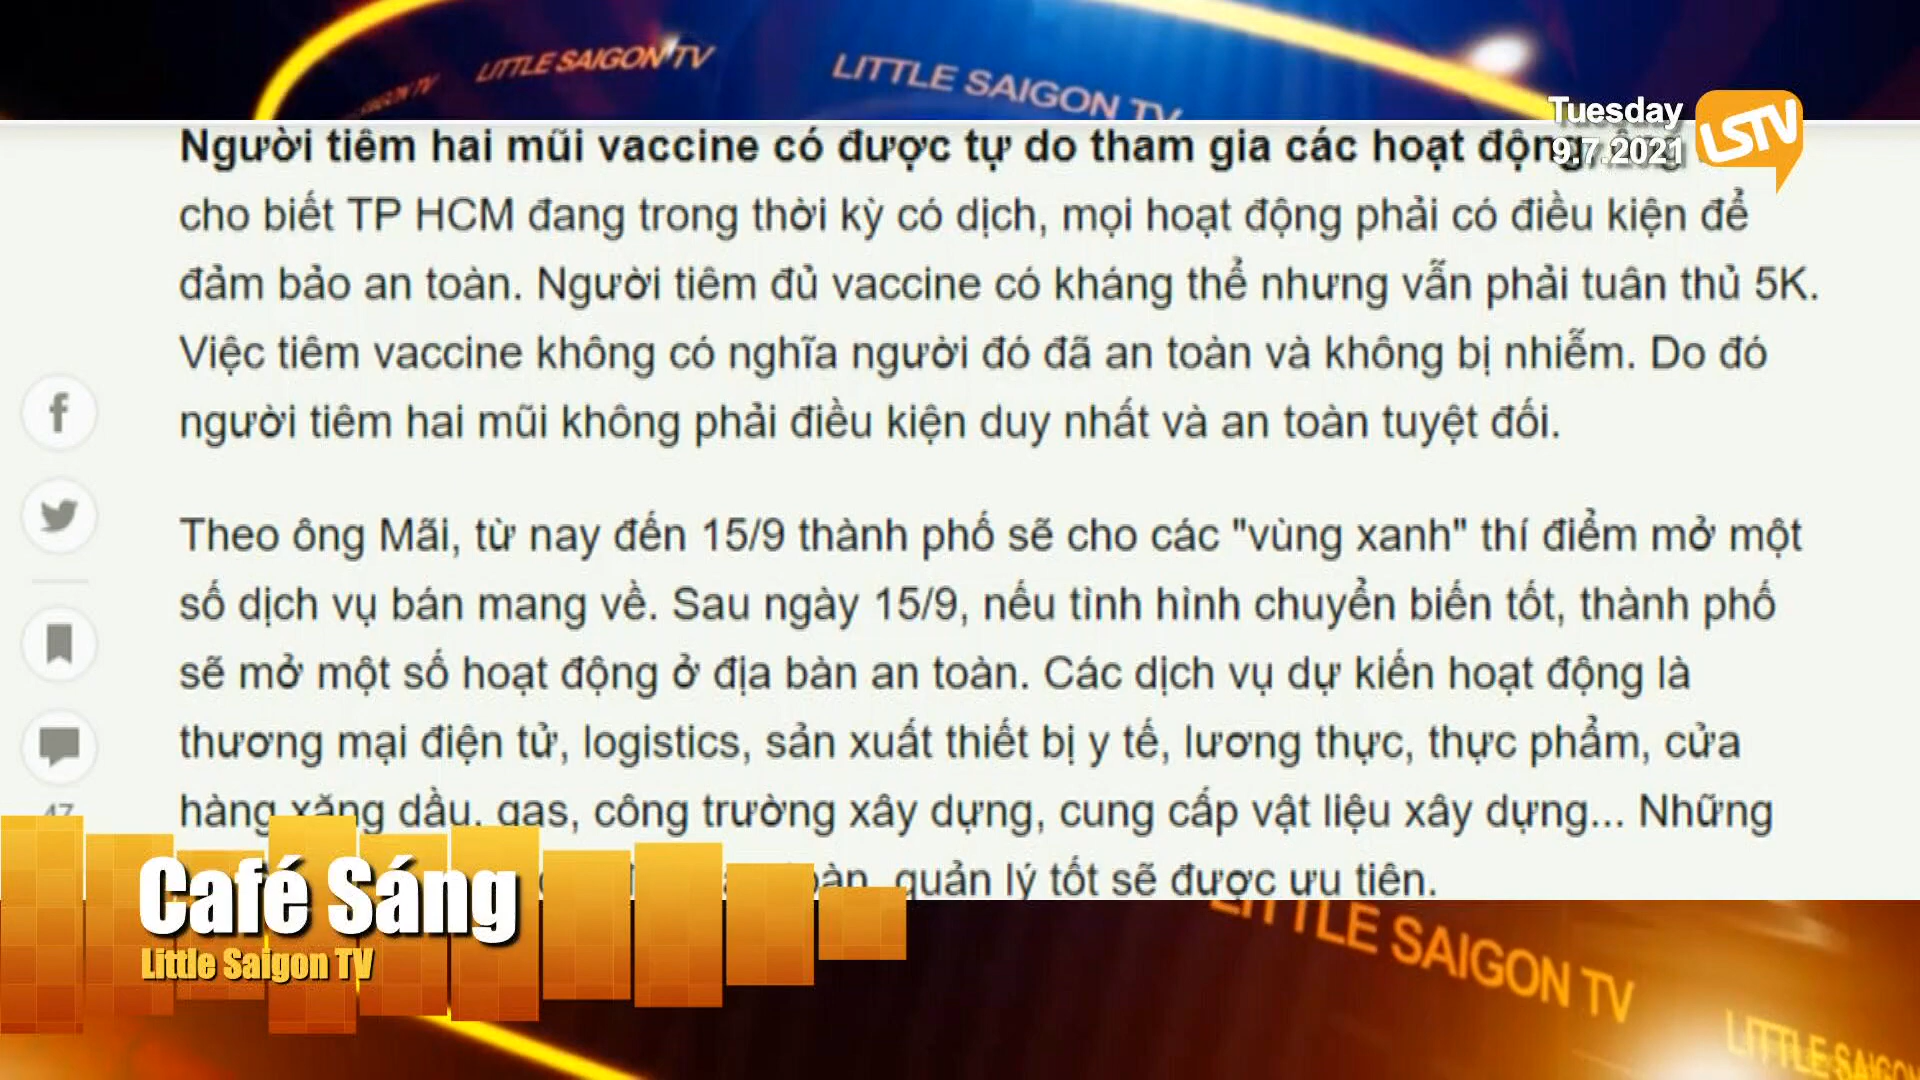 SAIGON TV
LITTLE SAIGON TV
LITTLE SAIGON TV
Tuesday
9.7.2021
LSTV
Người tiêm hai mũi vaccine có được tự do tham gia các hoạt động,
cho biết TP HCM đang trong thời kỳ có dịch, mọi hoạt động phải có điều kiện để
đảm bảo an toàn. Người tiêm đủ vaccine có kháng thể nhưng vẫn phải tuân thủ 5K.
Việc tiêm vaccine không có nghĩa người đó đã an toàn và không bị nhiễm. Do đó
người tiêm hai mũi không phải điều kiện duy nhất và an toàn tuyệt đối.
Theo ông Mãi, từ nay đến 15/9 thành phố sẽ cho các "vùng xanh" thí điểm mở một
số dịch vụ bán mang về. Sau ngày 15/9, nếu tình hình chuyển biến tốt, thành phố
sẽ mở một số hoạt động ở địa bàn an toàn. Các dịch vụ dự kiến hoạt động là
thương mại điện tử, logistics, sản xuất thiết bị y tế, lương thực, thực phẩm, cửa
47
hàng xăng dầu, gas, công trường xây dựng, cung cấp vật liệu xây dựng... Những
quản lý tốt sẽ được ưu tiên.
Café Sáng
Little Saigon TV
LITTLE SAIGON TV
LITTLE SAIGON